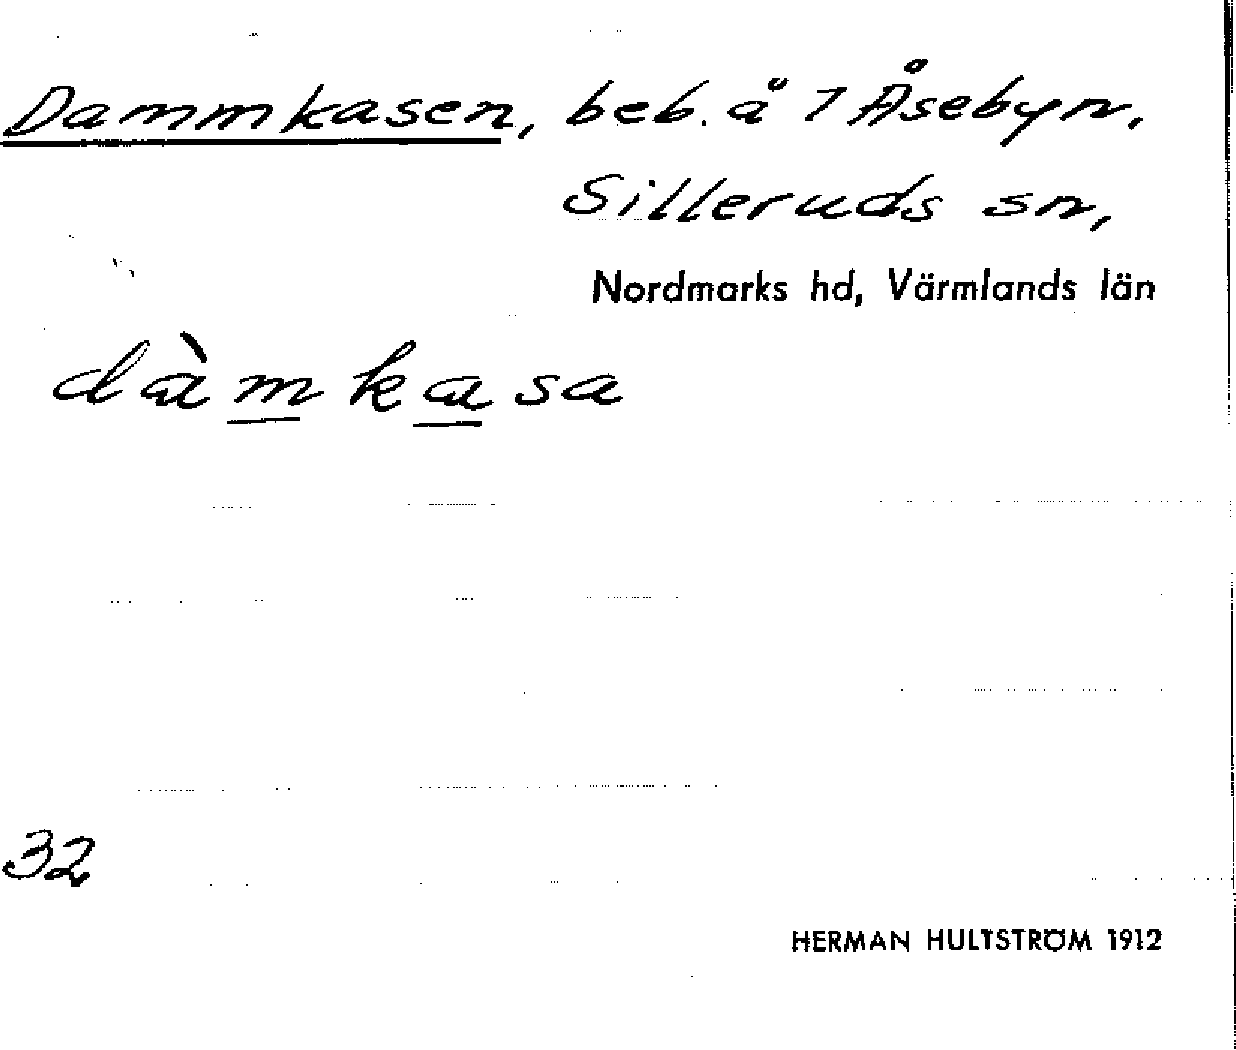 Dammkasen, beb. å 7 Åsebyn,
Silleruds sn,
Nordmarks hd, Värmlands län
dàmkasa
32
HERMAN HULTSTRÖM 1912